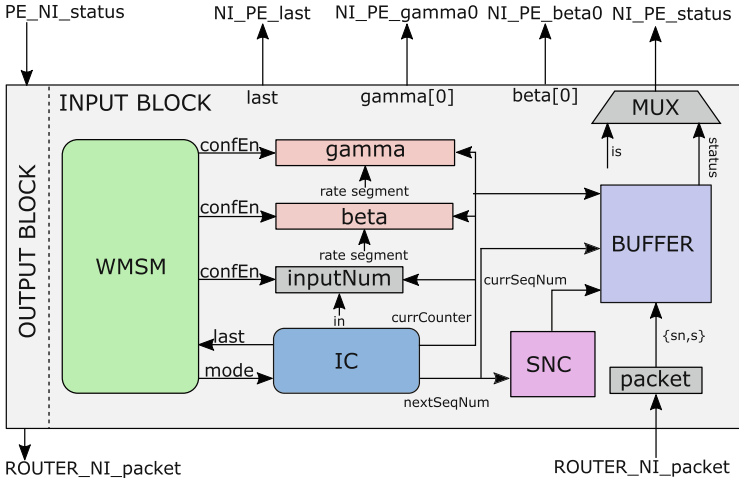 PE_NI_status
NI_PE_last
NI_PE_gamma0
NI_PE_beta0
NI_PE_status
INPUT BLOCK
last
gamma[0]
beta[0]
MUX
OUTPUT BLOCK
WMSM
confEn
gamma
is
status
rate segment
confEn
beta
BUFFER
rate segment
confEn
inputNum
currSeqNum
in
currCounter
last
IC
{sn,s}
mode
SNC
packet
nextSeqNum
ROUTER_NI_packet
ROUTER_NI_packet